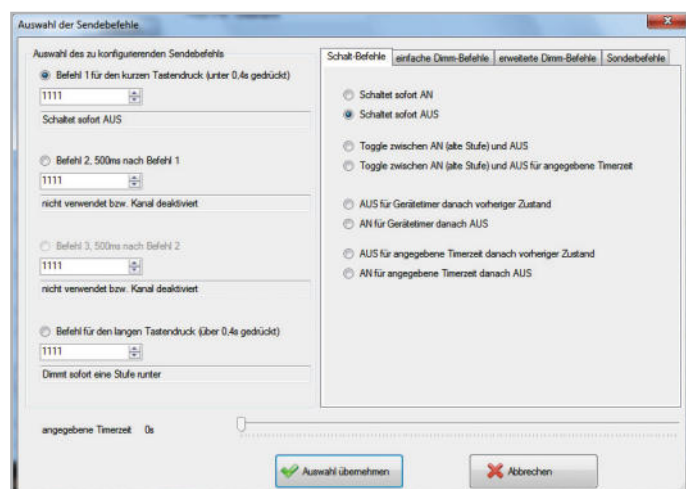 Auswahl der Sendebefehle
Auswahl des zu konfigurierenden Sendebefehls
Befehl 1 für den kurzen Tastendruck (unter 0,4s gedrückt)
1111
Schaltet sofort AUS
Befehl 2, 500ms nach Befehl 1
1111
nicht verwendet bzw. Kanal deaktiviert
Befehl 3, 500ms nach Befehl 2
1111
nicht verwendet bzw. Kanal deaktiviert
Befehl für den langen Tastendruck (über 0,4s gedrückt)
1111
Dimmt sofort eine Stufe runter
Schalt-Befehle einfache Dimm-Befehle erweiterte Dimm-Befehle Sonderbefehle
Schaltet sofort AN
Schaltet sofort AUS
Toggle zwischen AN (alte Stufe) und AUS
Toggle zwischen AN (alte Stufe) und AUS für angegebene Timerzeit
AUS für Gerätetimer danach vorheriger Zustand
AN für Gerätetimer danach AUS
AUS für angegebene Timerzeit danach vorheriger Zustand
AN für angegebene Timerzeit danach AUS
angegebene Timerzeit 0s
Auswahl übernehmen Abbrechen